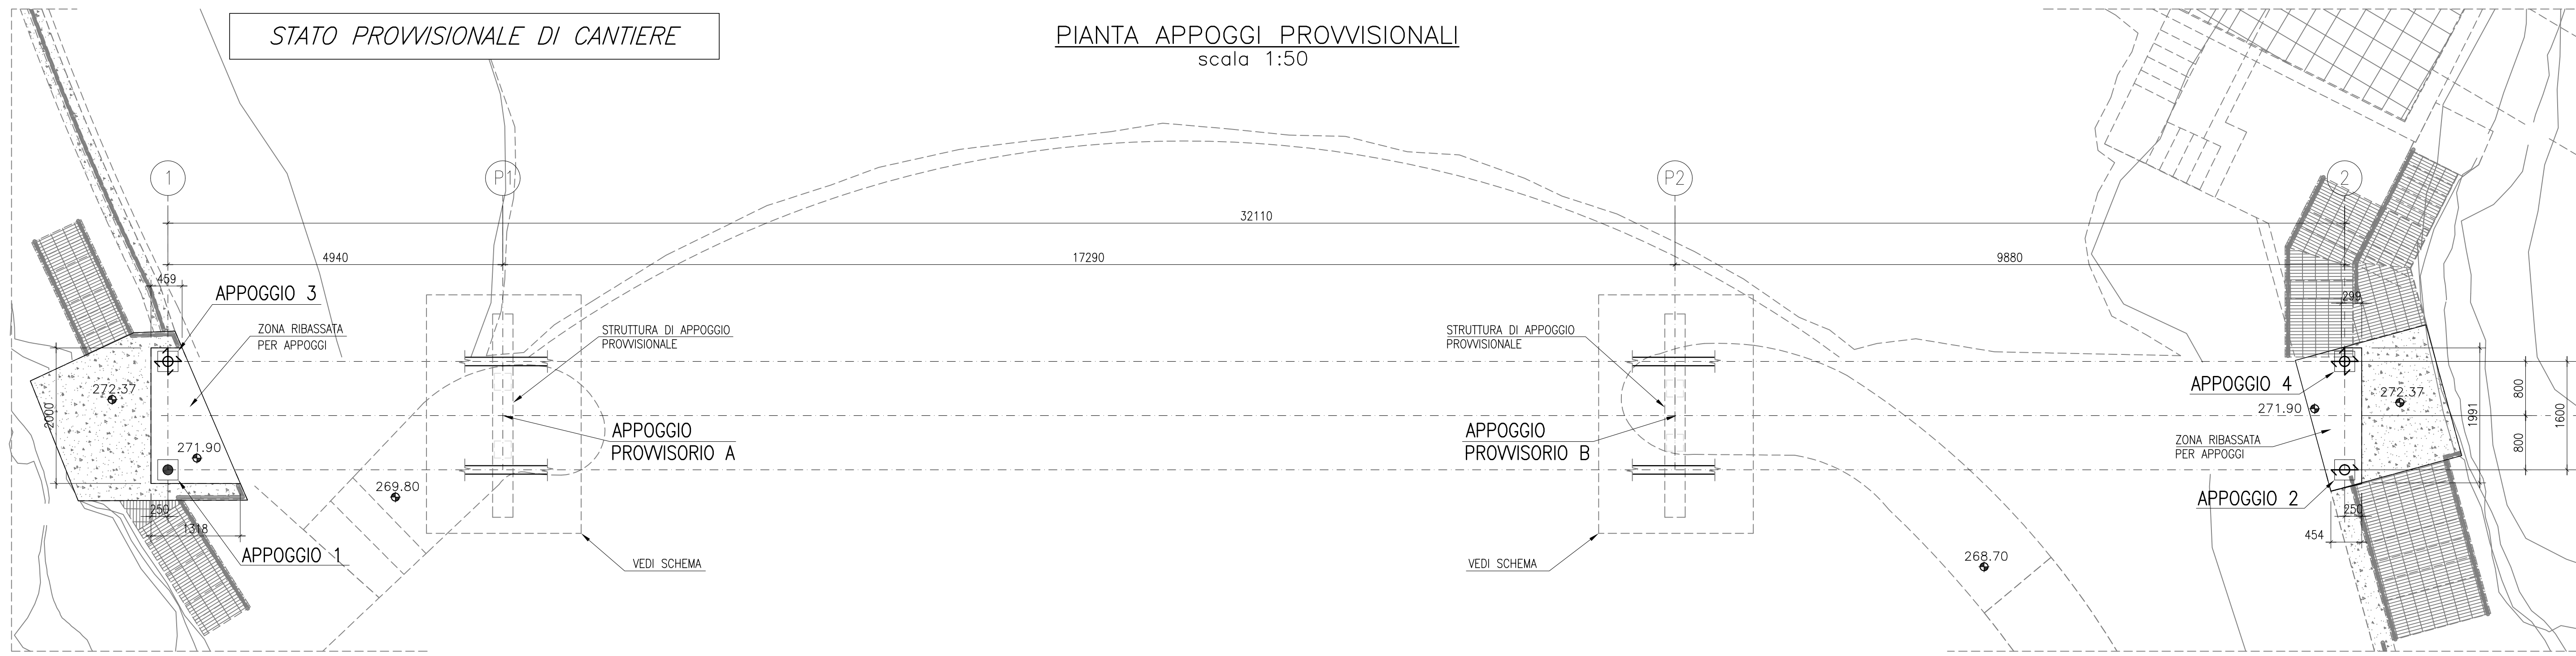 STATO PROVVISIONALE DI CANTIERE
PIANTA APPOGGI PROVVISIONALI
scala 1:50
1
P1
P2
2
32110
4940
17290
9880
459
APPOGGIO 3
ZONA RIBASSATA
PER APPOGGI
272.37
2000
271.90
250
1318
APPOGGIO 1
269.80
STRUTTURA DI APPOGGIO
PROVVISIONALE
APPOGGIO
PROVVISORIO A
VEDI SCHEMA
STRUTTURA DI APPOGGIO
PROVVISIONALE
APPOGGIO
PROVVISORIO B
VEDI SCHEMA
268.70
299
APPOGGIO 4
271.90
272.37
ZONA RIBASSATA
PER APPOGGI
APPOGGIO 2
250
454
1991
800
800
1600